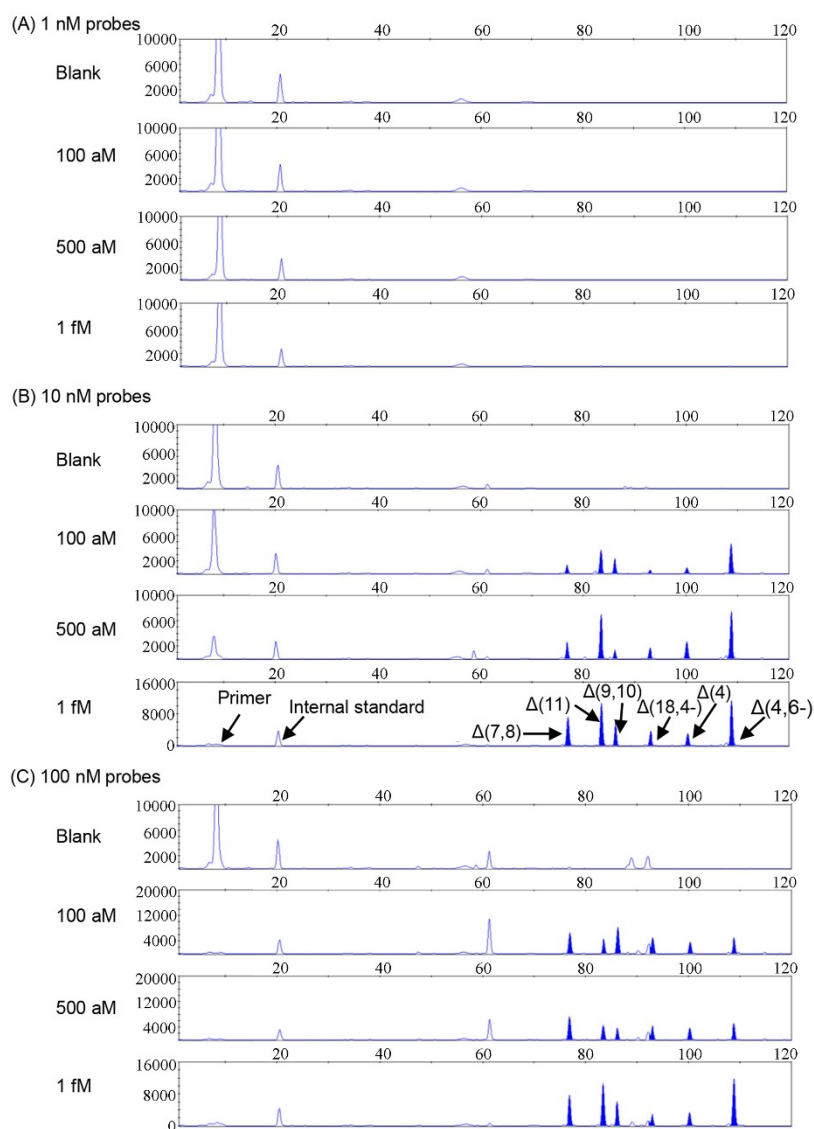 (A) 1 nM probes
20 40 60 80 100 120
Blank
10000
6000
2000
20 40 60 80 100 120
100 aM
10000
6000
2000
20 40 60 80 100 120
500 aM
10000
6000
2000
20 40 60 80 100 120
1 fM
10000
6000
2000
(B) 10 nM probes
20 40 60 80 100 120
Blank
10000
6000
2000
20 40 60 80 100 120
100 aM
10000
6000
2000
20 40 60 80 100 120
500 aM
10000
6000
2000
20 40 60 80 100 120
1 fM
16000
8000
0
Primer
Internal standard
Δ(7,8)
Δ(11)
Δ(9,10)
Δ(18,4-)
Δ(4)
Δ(4,6-)
(C) 100 nM probes
20 40 60 80 100 120
Blank
10000
6000
2000
20 40 60 80 100 120
100 aM
20000
12000
4000
20 40 60 80 100 120
500 aM
20000
12000
4000
20 40 60 80 100 120
1 fM
16000
8000
0